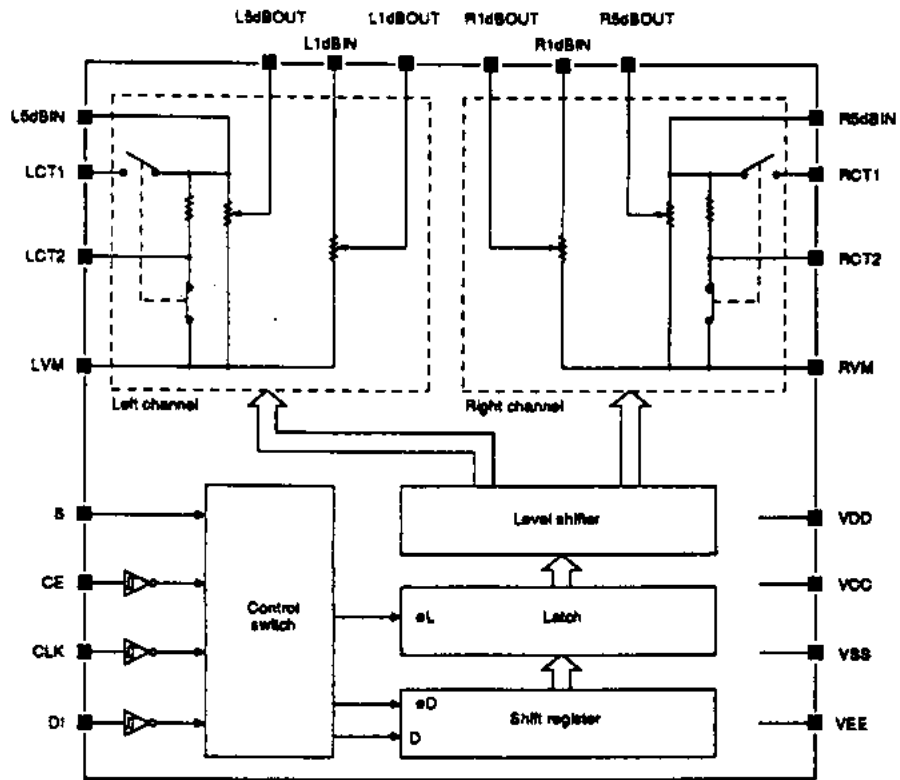 L5dBOUT L1dBOUT R1dBOUT R5dBOUT
L1dBIN R1dBIN
L5dBIN R5dBIN
LCT1 RCT1
LCT2 RCT2
LVM RVM
Left channel Right channel
S Level shifter VDD
CE Control switch øL Latch VCC
CLK VSS
DI øD Shift register VEE
D